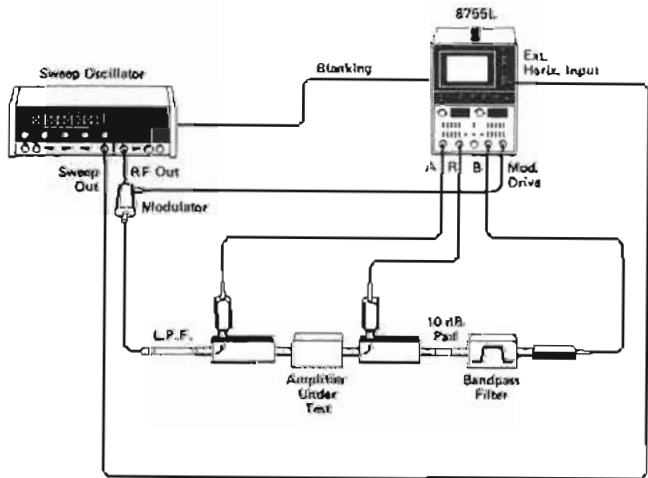 8755L
Sweep Oscillator
Blanking
Ext.
Horiz. Input
Sweep
Out
RF Out
Modulator
A R B Mod.
Drive
L.P.F.
10 dB
Pad
Amplifier
Under
Test
Bandpass
Filter